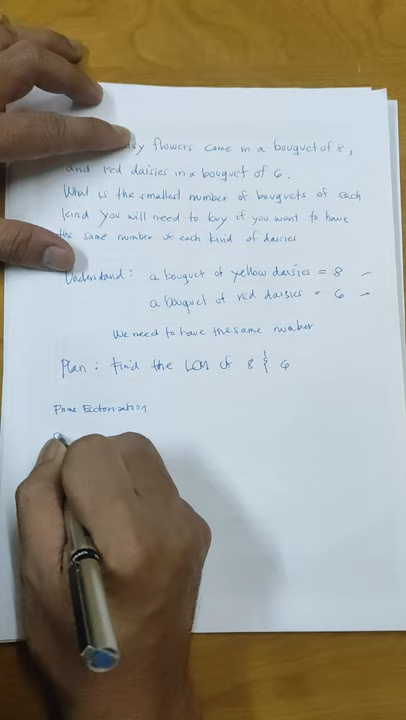 flowers come in a bouquet of 8,
and red daisies in a bouquet of 6.
What is the smallest number of bouquets of each
kind you will need to buy if you want to have
the same number of each kind of daisies
Understand: a bouquet of yellow daisies = 8
a bouquet of red daisies = 6
We need to have the same number
Plan: find the LCM of 8 & 6
Prime Factorization